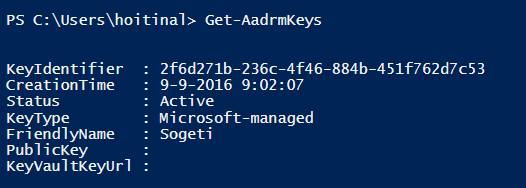 PS C:\Users\hoitinal> Get-AadrmKeys
KeyIdentifier : 2f6d271b-236c-4f46-884b-451f762d7c53
CreationTime : 9-9-2016 9:02:07
Status : Active
KeyType : Microsoft-managed
FriendlyName : Sogeti
PublicKey :
KeyVaultKeyUrl :